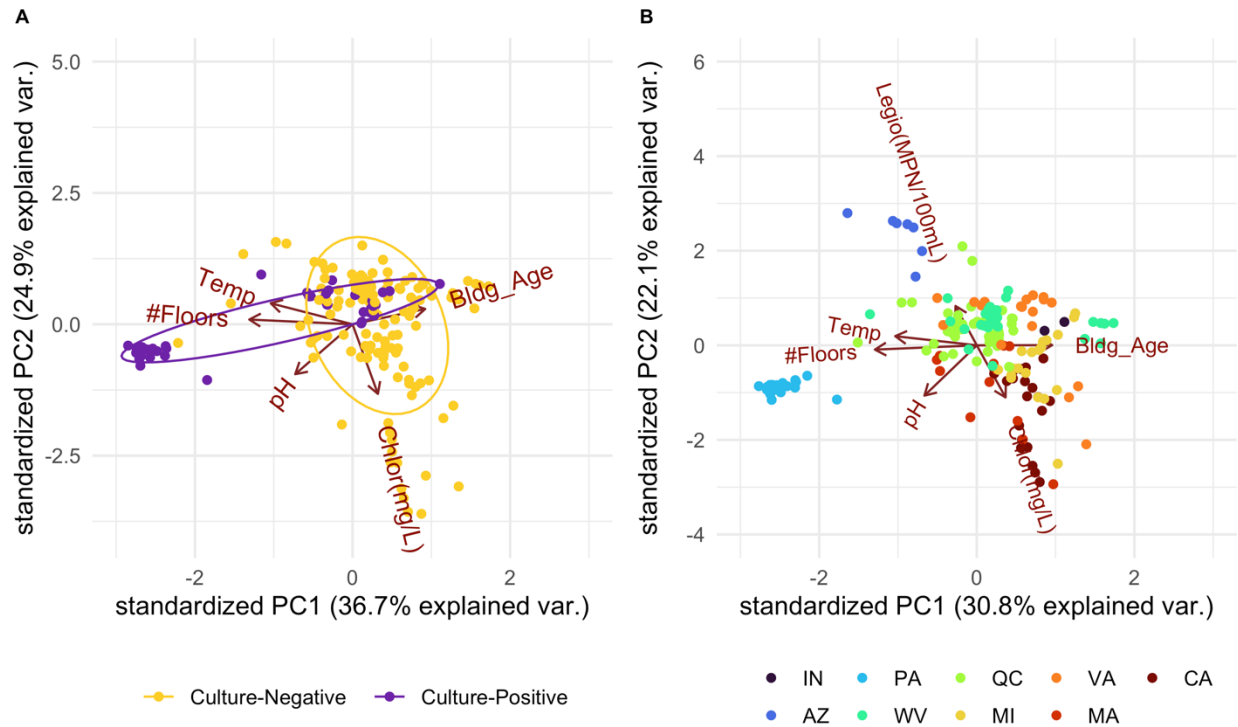 A
5.0
2.5
0.0
-2.5
standardized PC2 (24.9% explained var.)
Temp
#Floors
Bldg_Age
pH
Chlor(mg/L)
-2
0
2
standardized PC1 (36.7% explained var.)
Culture-Negative
Culture-Positive
B
6
4
2
0
-2
-4
standardized PC2 (22.1% explained var.)
Legio(MPN/100mL)
Temp
#Floors
Bldg_Age
pH
Chlor(mg/L)
-2
0
2
standardized PC1 (30.8% explained var.)
IN PA QC VA CA
AZ WV MI MA